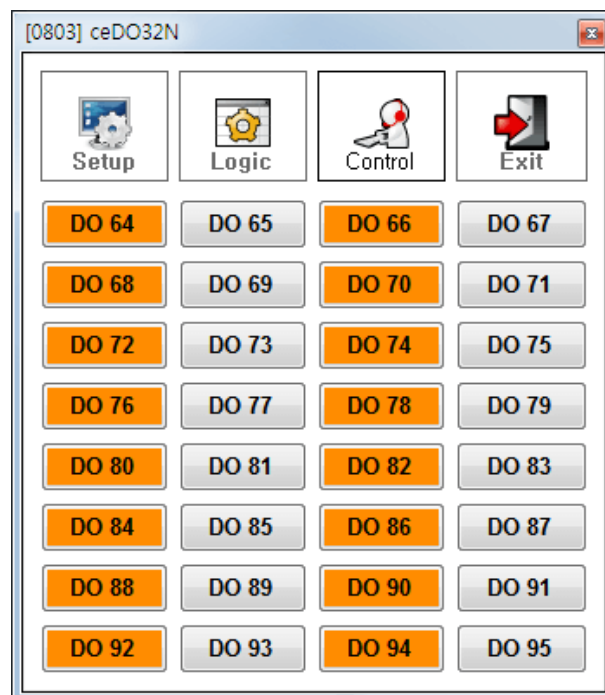 [0803] ceDO32N
Setup Logic Control Exit
DO 64 DO 65 DO 66 DO 67
DO 68 DO 69 DO 70 DO 71
DO 72 DO 73 DO 74 DO 75
DO 76 DO 77 DO 78 DO 79
DO 80 DO 81 DO 82 DO 83
DO 84 DO 85 DO 86 DO 87
DO 88 DO 89 DO 90 DO 91
DO 92 DO 93 DO 94 DO 95